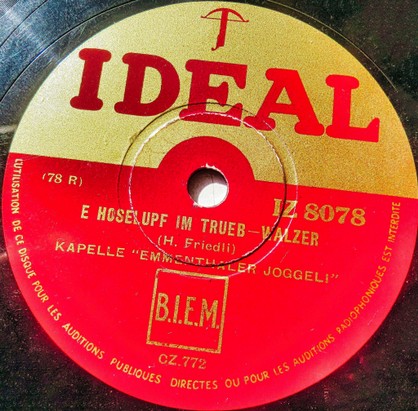 IDEAL
(78 R)
IZ 8078
E HOSELUPF IM TRUEB—WALZER
(H. Friedli)
KAPELLE "EMMENTHALER JOGGELI"
B.I.E.M.
CZ.772
L'UTILISATION DE CE DISQUE POUR LES AUDITIONS PUBLIQUES DIRECTES OU POUR LES AUDITIONS RADIOPHONIQUES EST INTERDITE